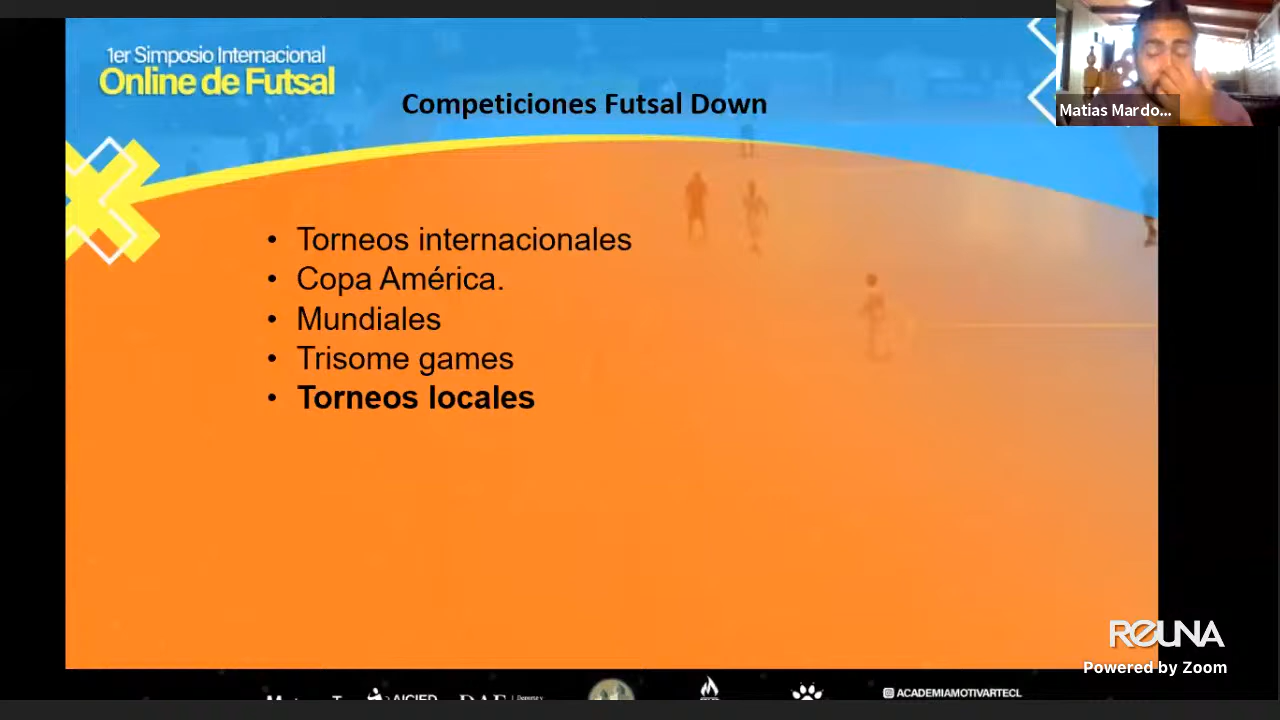 1er Simposio Internacional
Online de Futsal
Competiciones Futsal Down
Matias Mardo...
• Torneos internacionales
• Copa América.
• Mundiales
• Trisome games
• Torneos locales
REUNA
Powered by Zoom
ACADEMIAMOTIVARTECL